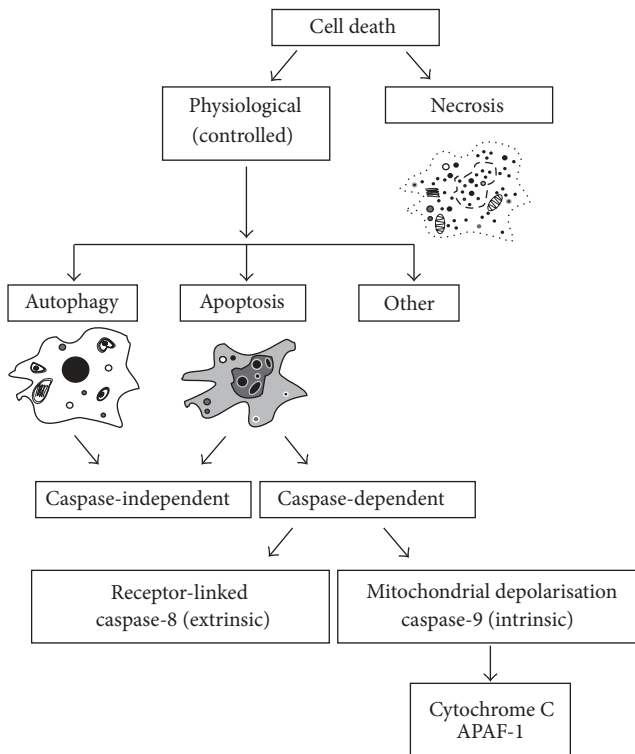 Cell death
Physiological
(controlled)
Necrosis
Autophagy
Apoptosis
Other
Caspase-independent
Caspase-dependent
Receptor-linked
caspase-8 (extrinsic)
Mitochondrial depolarisation
caspase-9 (intrinsic)
Cytochrome C
APAF-1